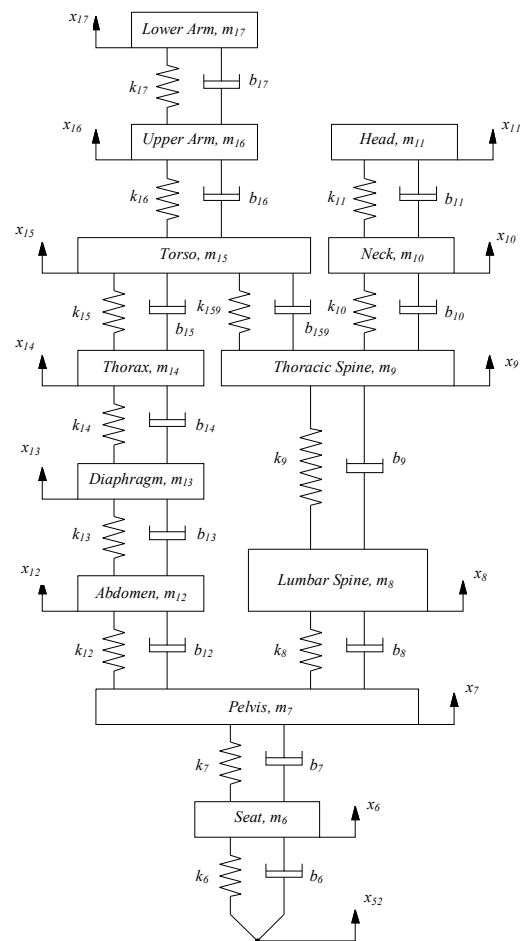 x17
Lower Arm, m17
k17
b17
x16
Upper Arm, m16
Head, m11
x11
k16
b16
k11
b11
x15
Torso, m15
Neck, m10
x10
k15
b15
k159
b159
k10
b10
x14
Thorax, m14
Thoracic Spine, m9
x9
k14
b14
x13
Diaphragm, m13
k9
b9
k13
b13
x12
Abdomen, m12
Lumbar Spine, m8
x8
k12
b12
k8
b8
x7
Pelvis, m7
k7
b7
x6
Seat, m6
k6
b6
x52